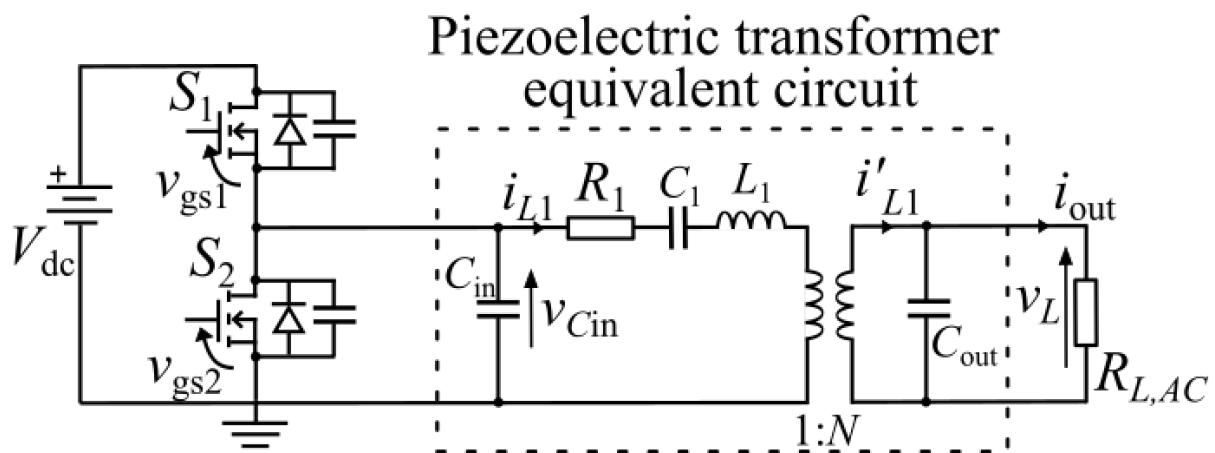 Piezoelectric transformer
equivalent circuit
S1
vgs1
+
Vdc
S2
vgs2
iL1
R1
C1
L1
i′L1
iout
Cin
vCin
Cout
vL
RL,AC
1:N